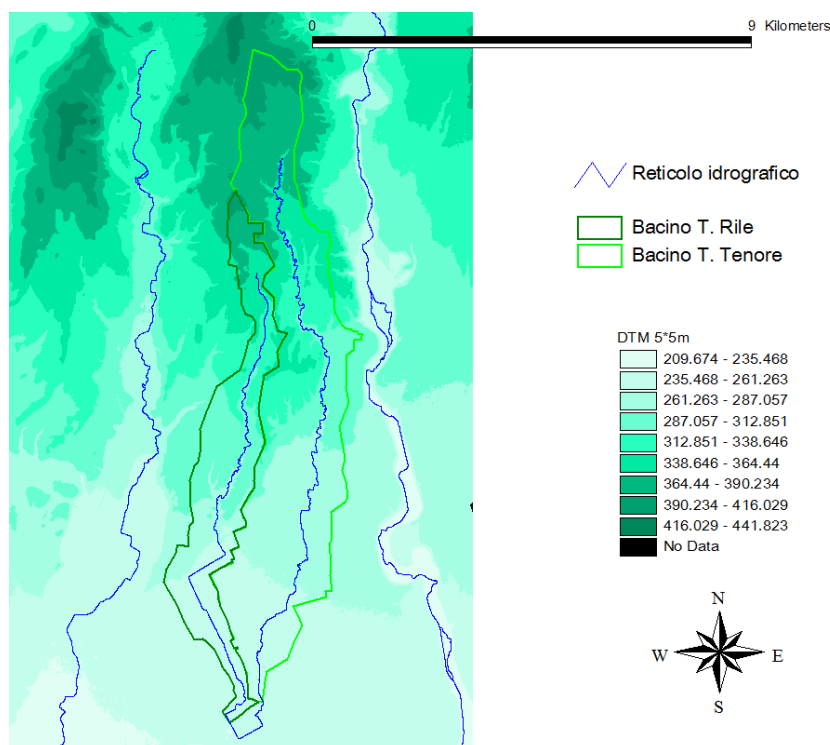 0 9 Kilometers
Reticolo idrografico
Bacino T. Rile
Bacino T. Tenore
DTM 5*5m
209.674 - 235.468
235.468 - 261.263
261.263 - 287.057
287.057 - 312.851
312.851 - 338.646
338.646 - 364.44
364.44 - 390.234
390.234 - 416.029
416.029 - 441.823
No Data
N
W E
S